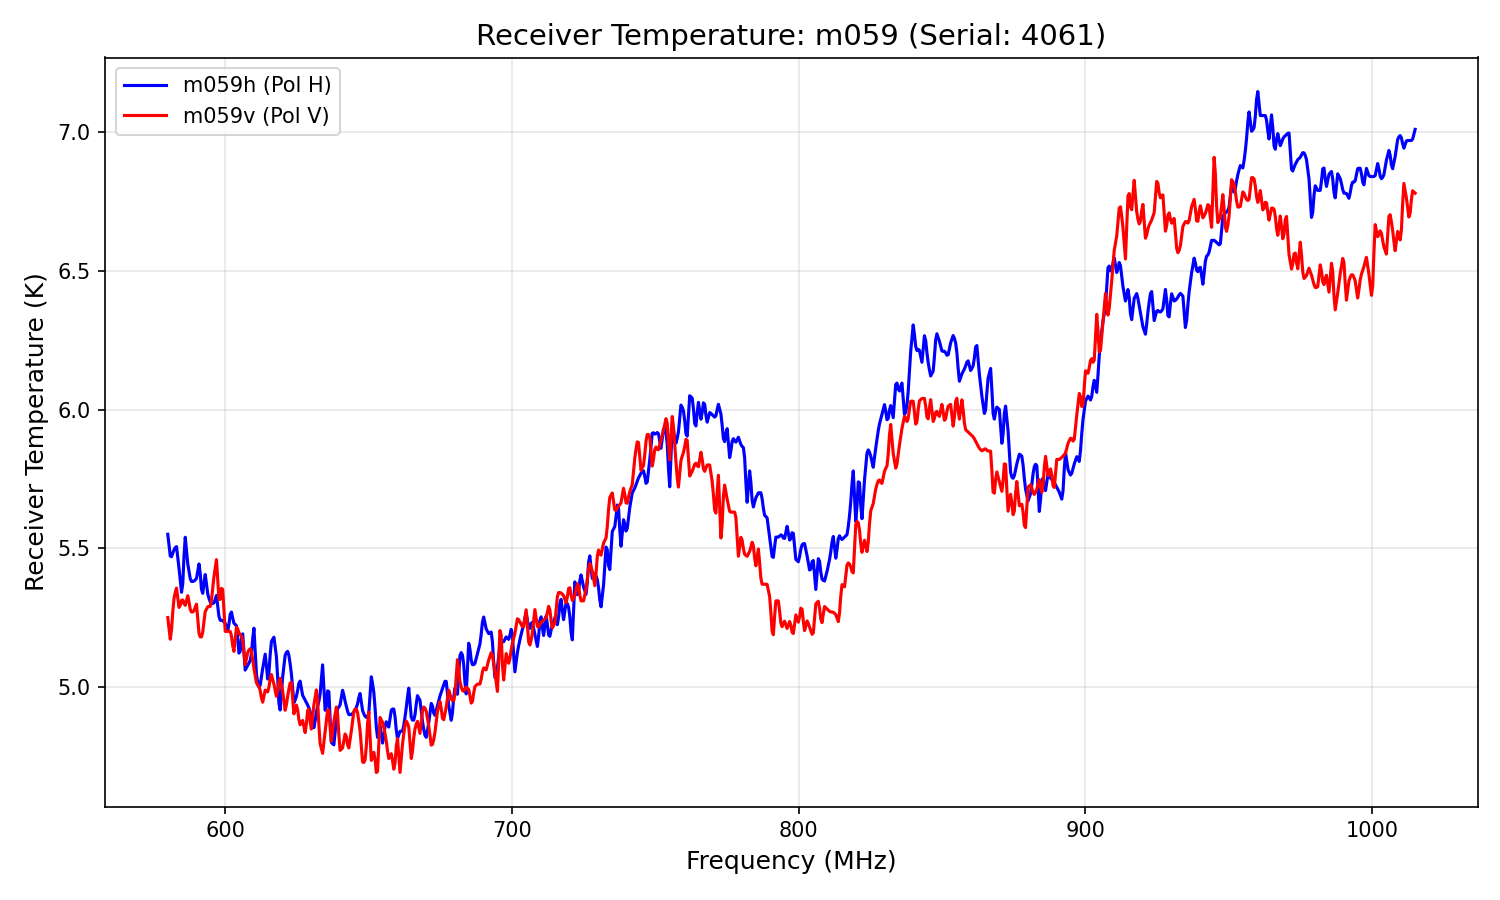 Receiver Temperature: m059 (Serial: 4061)
m059h (Pol H)
m059v (Pol V)
Receiver Temperature (K)
7.0
6.5
6.0
5.5
5.0
600 700 800 900 1000
Frequency (MHz)